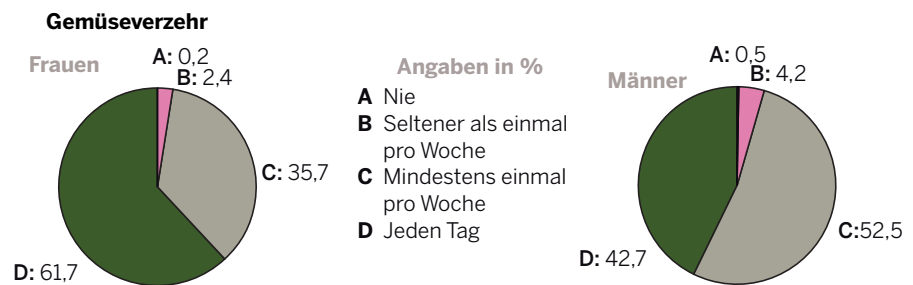 Gemüseverzehr
Frauen
A: 0,2
B: 2,4
C: 35,7
D: 61,7
Angaben in %
A Nie
B Seltener als einmal
pro Woche
C Mindestens einmal
pro Woche
D Jeden Tag
Männer
A: 0,5
B: 4,2
C:52,5
D: 42,7